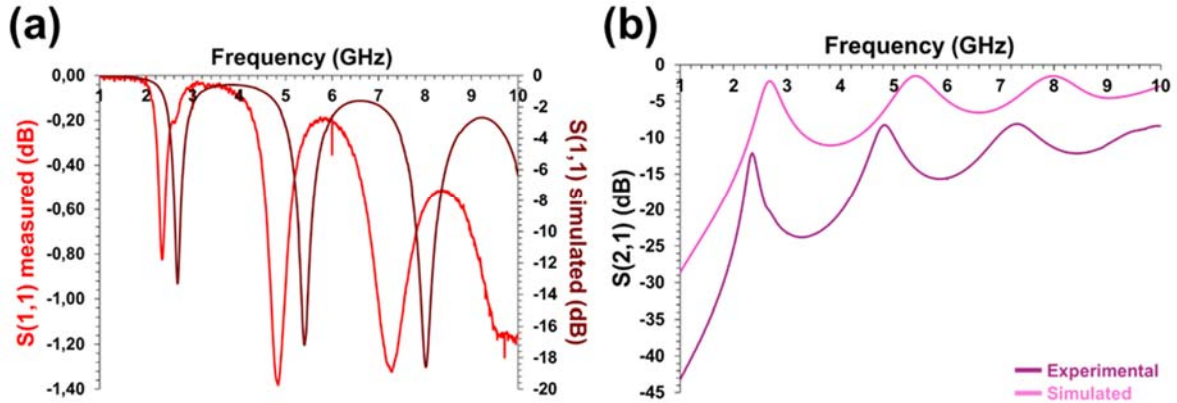 (a)
Frequency (GHz)
1 2 3 4 5 6 7 8 9 10
0,00
-0,20
-0,40
-0,60
-0,80
-1,00
-1,20
-1,40
S(1,1) measured (dB)
0
-2
-4
-6
-8
-10
-12
-14
-16
-18
-20
S(1,1) simulated (dB)
(b)
Frequency (GHz)
1 2 3 4 5 6 7 8 9 10
0
-5
-10
-15
-20
-25
-30
-35
-40
-45
S(2,1) (dB)
Experimental
Simulated